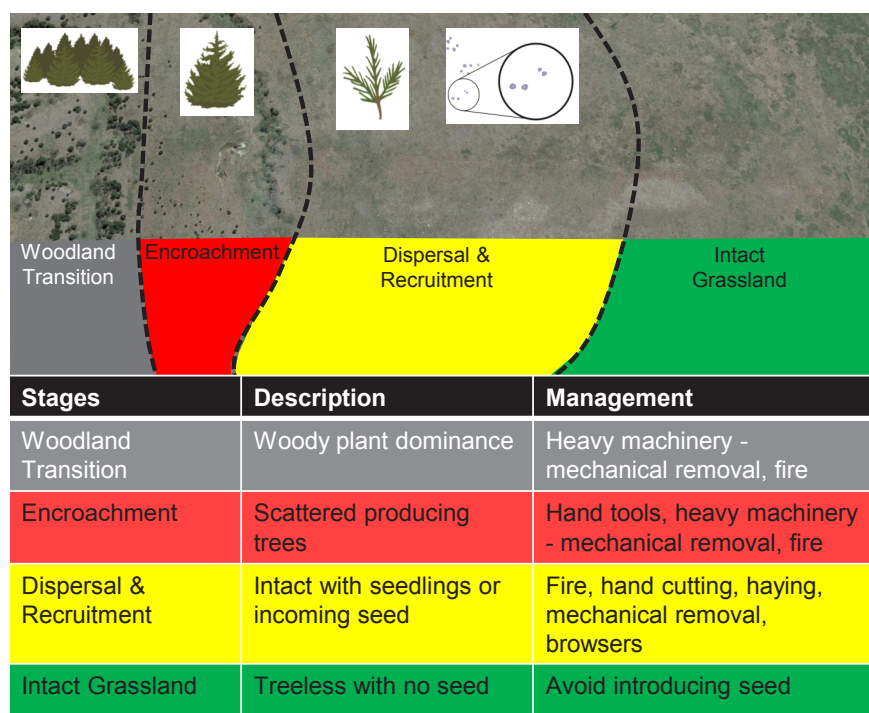 Woodland
Transition
Encroachment
Dispersal &
Recruitment
Intact
Grassland
Stages
Description
Management
Woodland
Transition
Woody plant dominance
Heavy machinery -
mechanical removal, fire
Encroachment
Scattered producing
trees
Hand tools, heavy machinery
- mechanical removal, fire
Dispersal &
Recruitment
Intact with seedlings or
incoming seed
Fire, hand cutting, haying,
mechanical removal,
browsers
Intact Grassland
Treeless with no seed
Avoid introducing seed